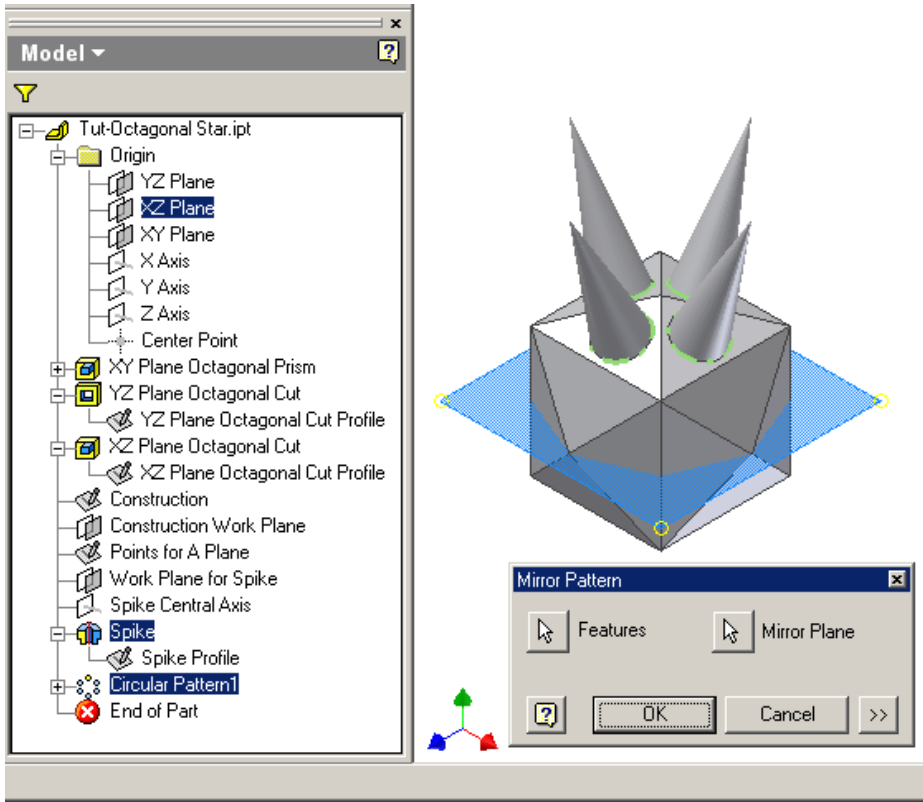 Model
Tut-Octagonal Star.ipt
Origin
YZ Plane
XZ Plane
XY Plane
X Axis
Y Axis
Z Axis
Center Point
XY Plane Octagonal Prism
YZ Plane Octagonal Cut
YZ Plane Octagonal Cut Profile
XZ Plane Octagonal Cut
XZ Plane Octagonal Cut Profile
Construction
Construction Work Plane
Points for A Plane
Work Plane for Spike
Spike Central Axis
Spike
Spike Profile
Circular Pattern1
End of Part
Mirror Pattern
Features Mirror Plane
OK Cancel >>